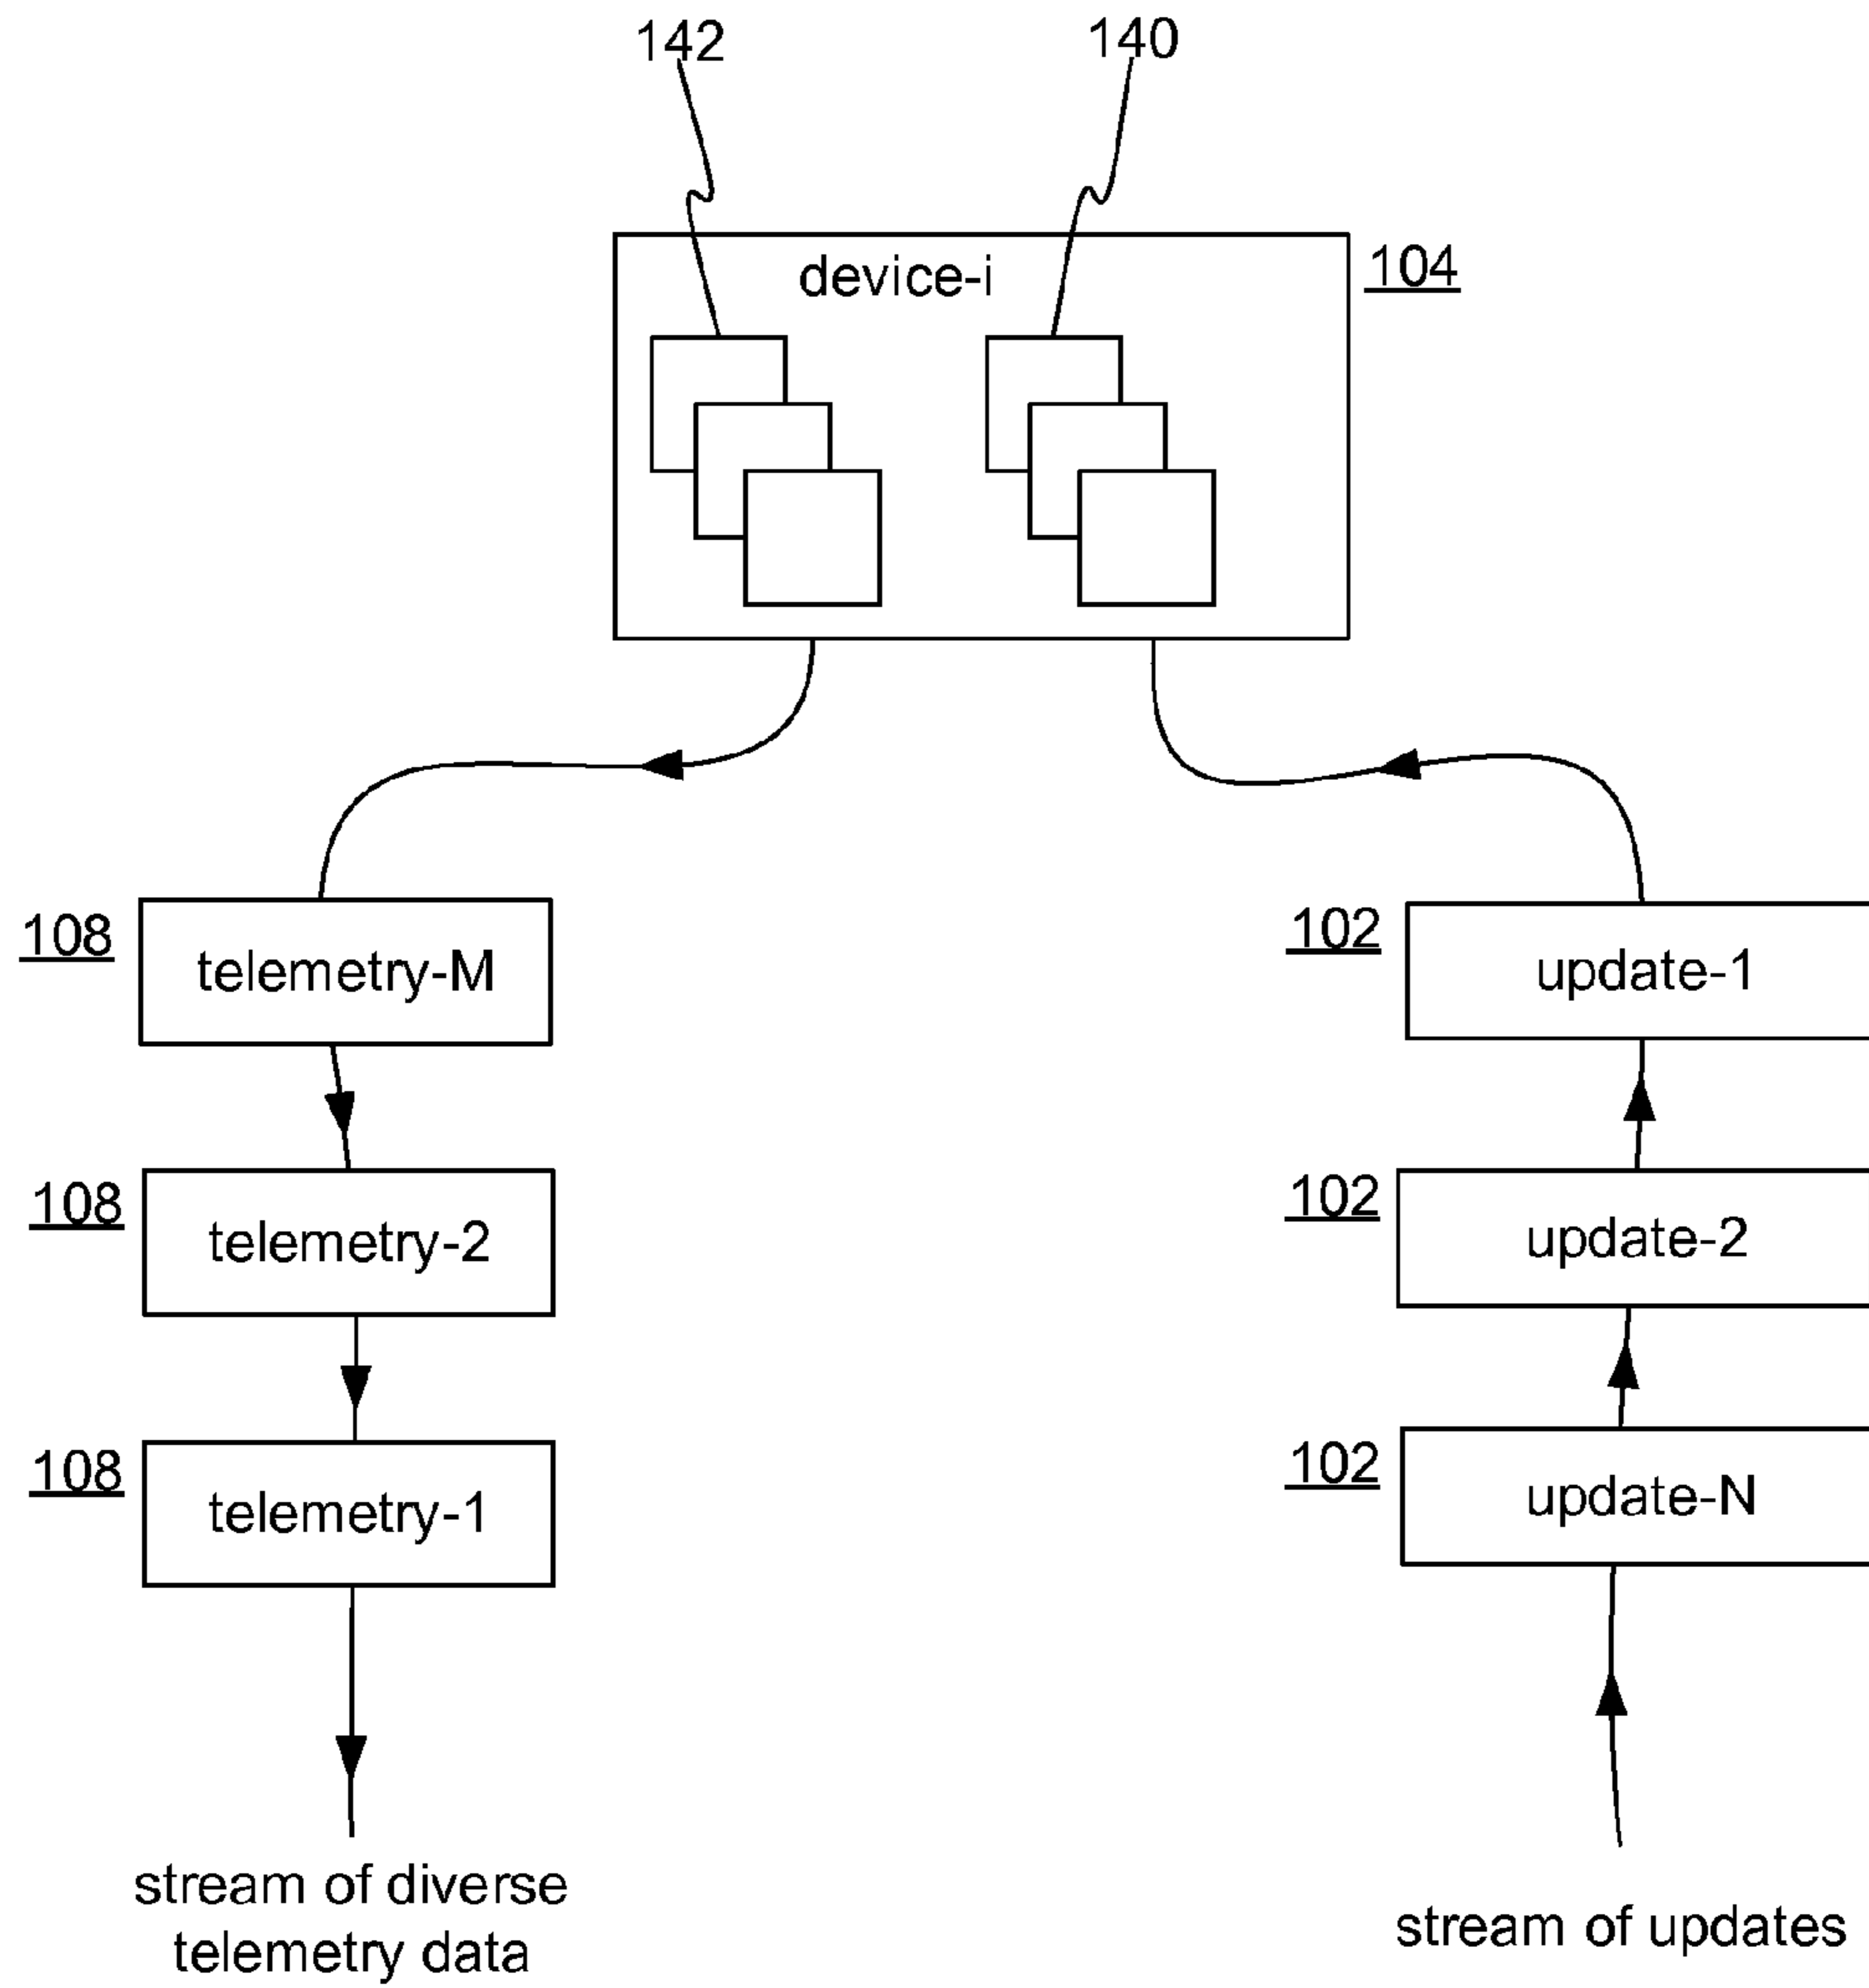 142
140
device-i
104
108
telemetry-M
102
update-1
108
telemetry-2
102
update-2
108
telemetry-1
102
update-N
stream of diverse
telemetry data
stream of updates